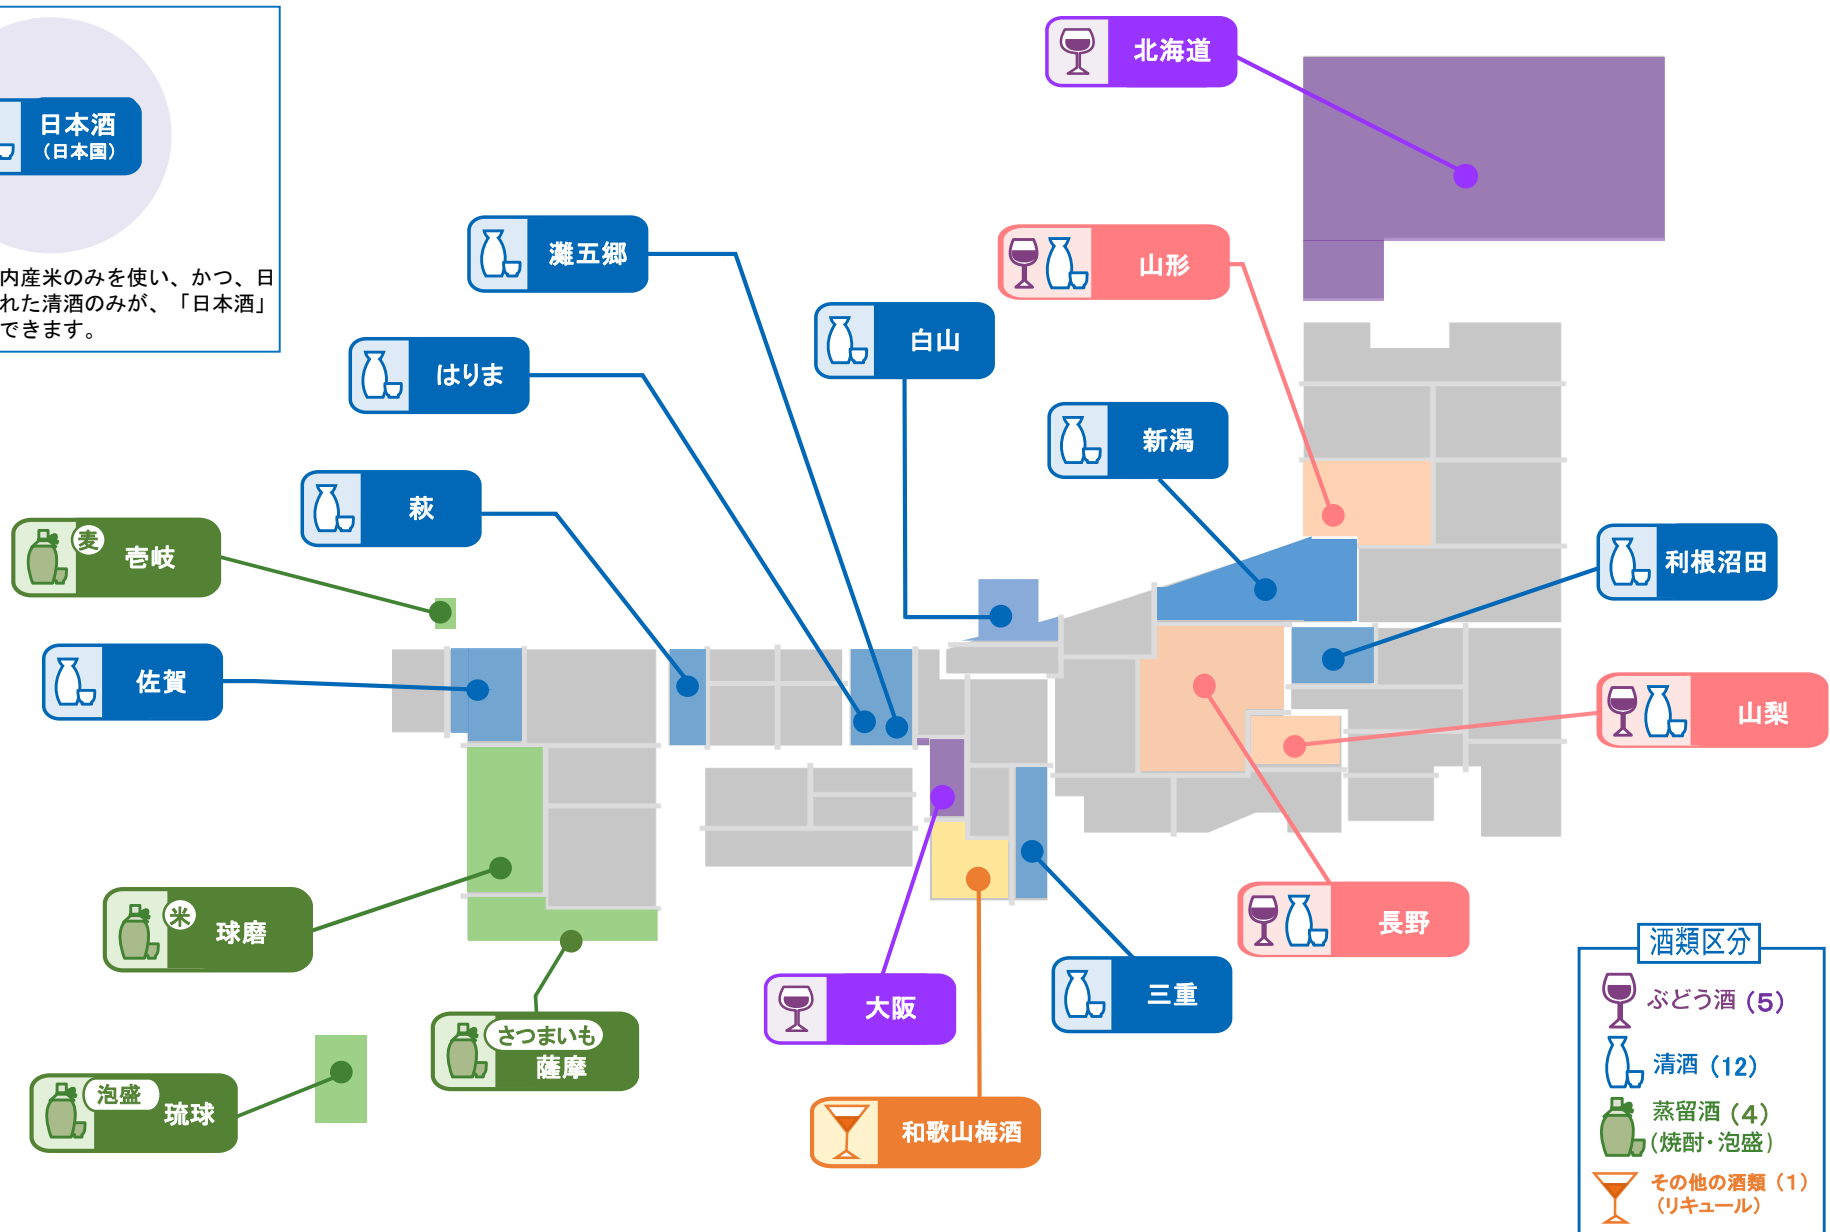 日本酒
（日本国）
内産米のみを使い、かつ、日
れた清酒のみが、「日本酒」
できます。
北海道
灘五郷
山形
白山
はりま
新潟
萩
麦
壱岐
利根沼田
佐賀
山梨
米
球磨
長野
大阪
三重
さつまいも
薩摩
泡盛
琉球
和歌山梅酒
酒類区分
ぶどう酒（5）
清酒（12）
蒸留酒（4）
（焼酎・泡盛）
その他の酒類（1）
（リキュール）